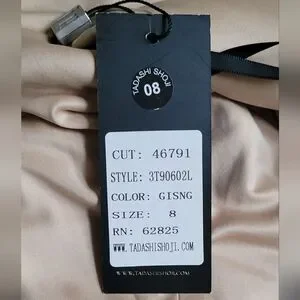 TADASHI SHOJI
08
CUT: 46791
STYLE: 3T90602L
COLOR: GISNG
SIZE: 8
RN: 62825
WWW.TADASHISHOJI.COM
WWW.TADASHISHOJI.COM